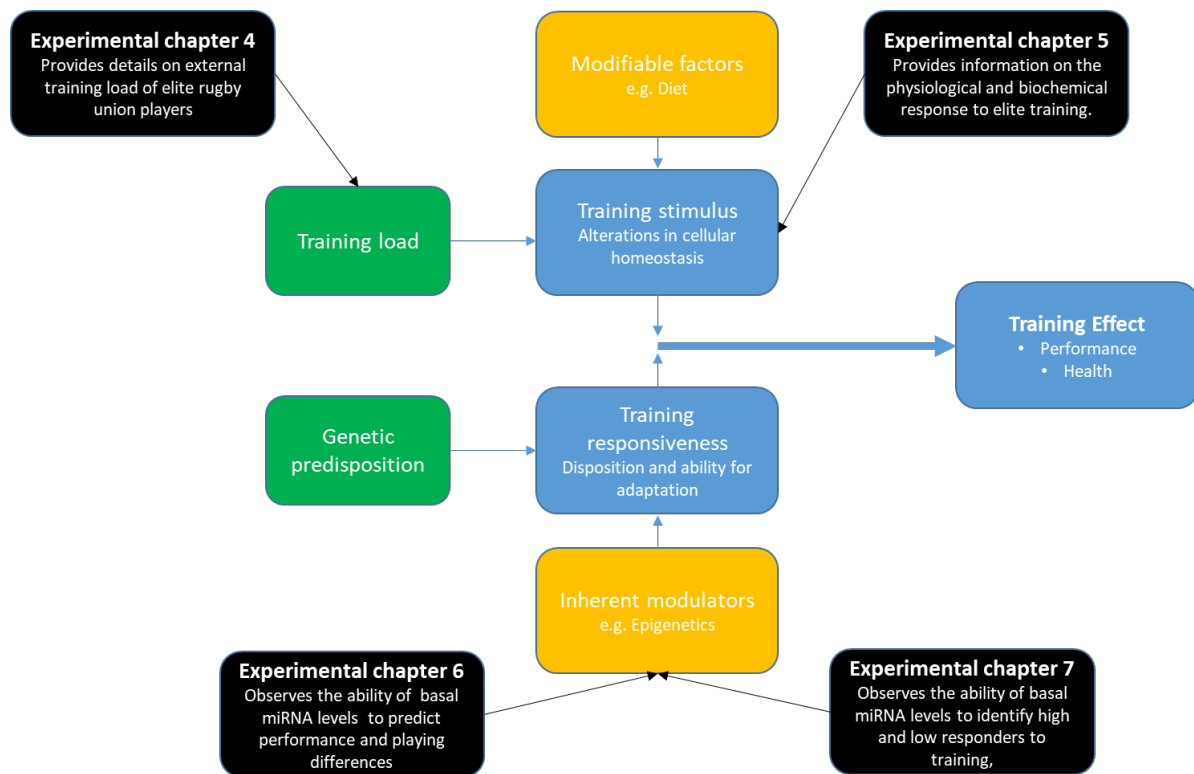 Experimental chapter 4
Provides details on external
training load of elite rugby
union players
Modifiable factors
e.g. Diet
Experimental chapter 5
Provides information on the
physiological and biochemical
response to elite training.
Training load
Training stimulus
Alterations in cellular
homeostasis
Training Effect
• Performance
• Health
Genetic
predisposition
Training
responsiveness
Disposition and ability for
adaptation
Inherent modulators
e.g. Epigenetics
Experimental chapter 6
Observes the ability of basal
miRNA levels to predict
performance and playing
differences
Experimental chapter 7
Observes the ability of basal
miRNA levels to identify high
and low responders to
training,